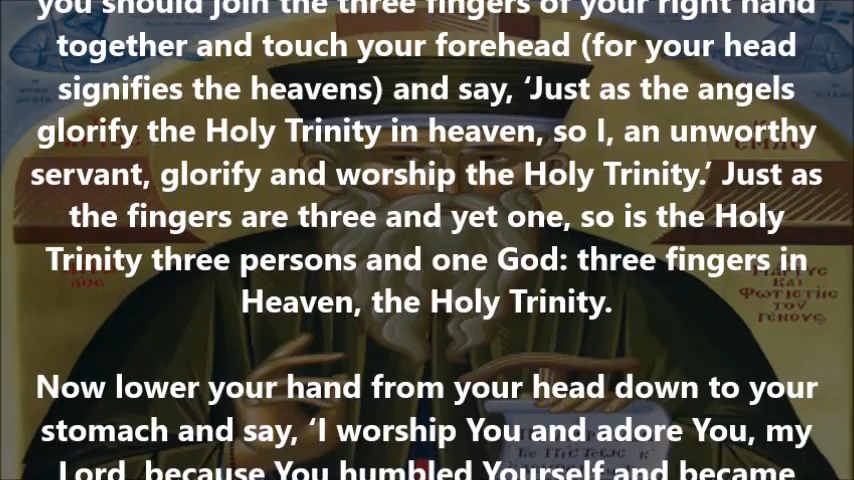 you should join the three fingers of your right hand
together and touch your forehead (for your head
signifies the heavens) and say, ‘Just as the angels
glorify the Holy Trinity in heaven, so I, an unworthy
servant, glorify and worship the Holy Trinity.’ Just as
the fingers are three and yet one, so is the Holy
Trinity three persons and one God: three fingers in
Heaven, the Holy Trinity.
Now lower your hand from your head down to your
stomach and say, ‘I worship You and adore You, my
Lord, because You humbled Yourself and became
ΚΑΙ
ΦΩΤΙCΤΗC
ΤΟΥ
ΓΕΝΟΥC